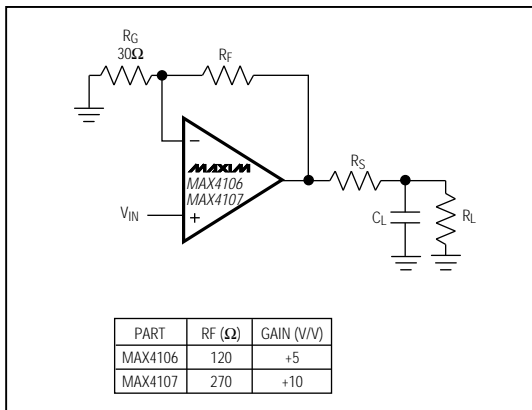 RG
30Ω
RF
MAXIM
MAX4106
MAX4107
−
+
VIN
RS
CL
RL
PART RF (Ω) GAIN (V/V)
MAX4106 120 +5
MAX4107 270 +10